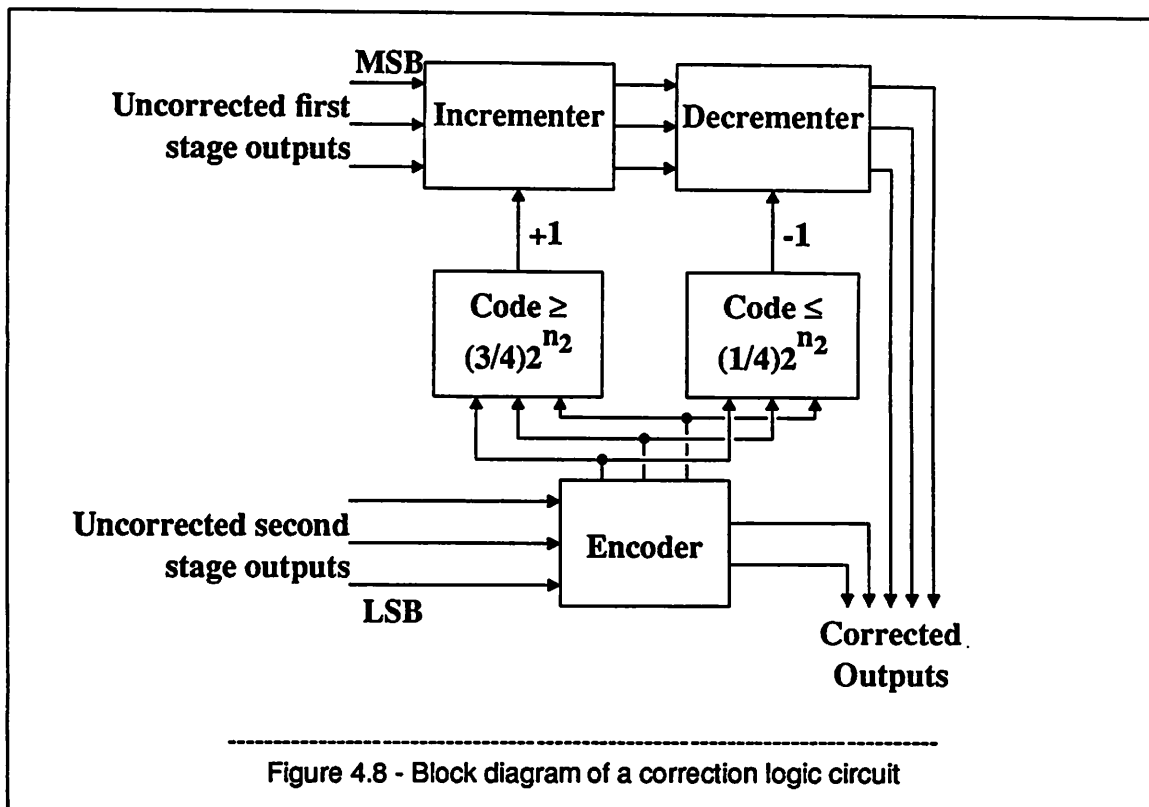 MSB
Uncorrected first
stage outputs
Incrementer
Decrementer
+1
-1
Code ≥
(3/4)2^n₂
Code ≤
(1/4)2^n₂
Uncorrected second
stage outputs
LSB
Encoder
Corrected
Outputs
Figure 4.8 - Block diagram of a correction logic circuit